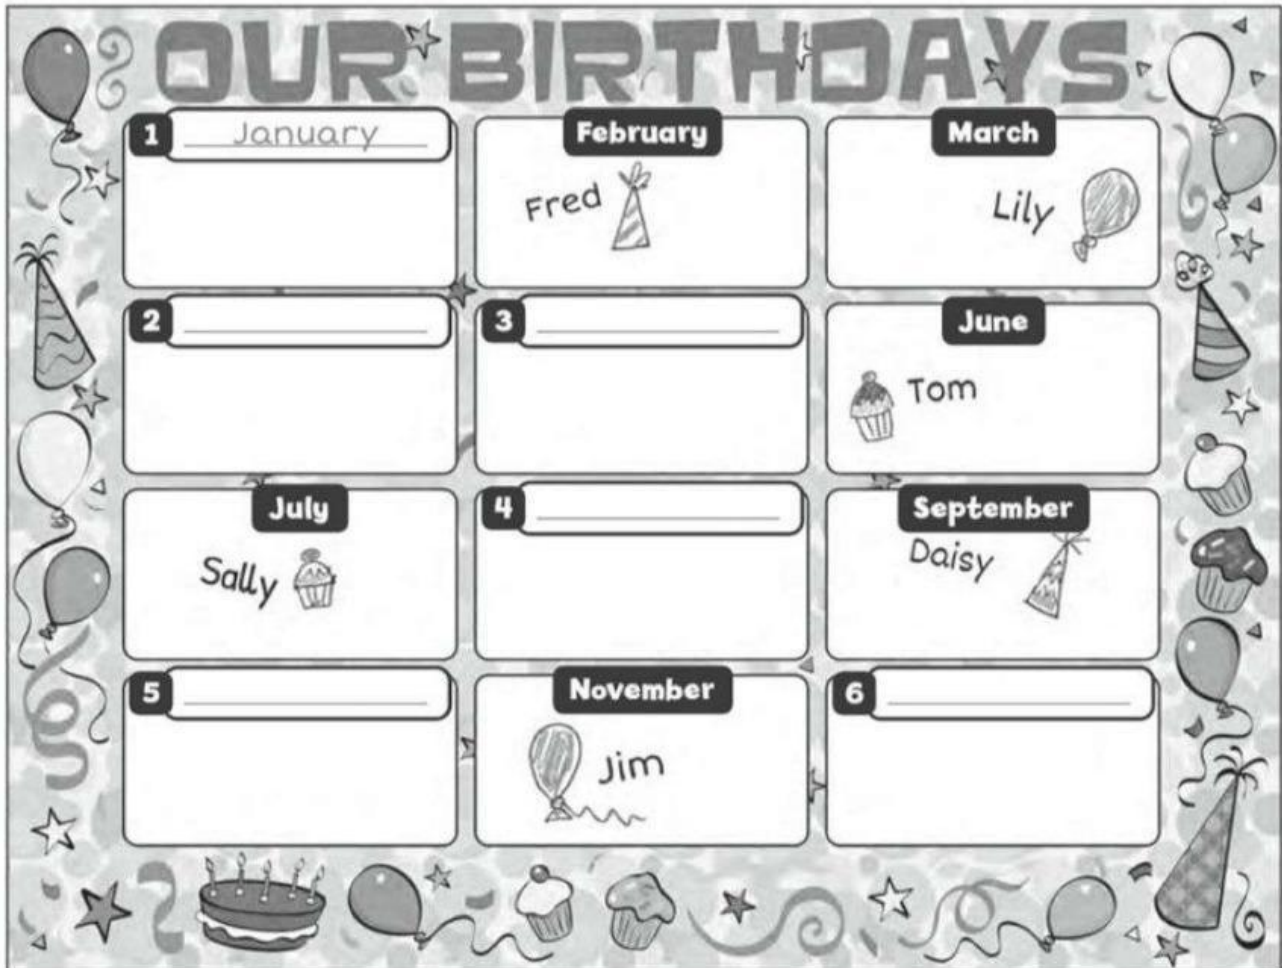 OUR BIRTHDAYS
1 January
February
Fred
March
Lily
2
3
June
Tom
July
Sally
4
September
Daisy
5
November
Jim
6